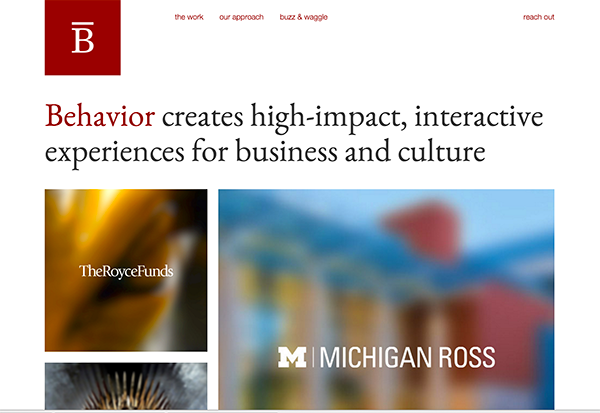 B
the work our approach buzz & waggle reach out
Behavior creates high-impact, interactive
experiences for business and culture
TheRoyceFunds
M | MICHIGAN ROSS